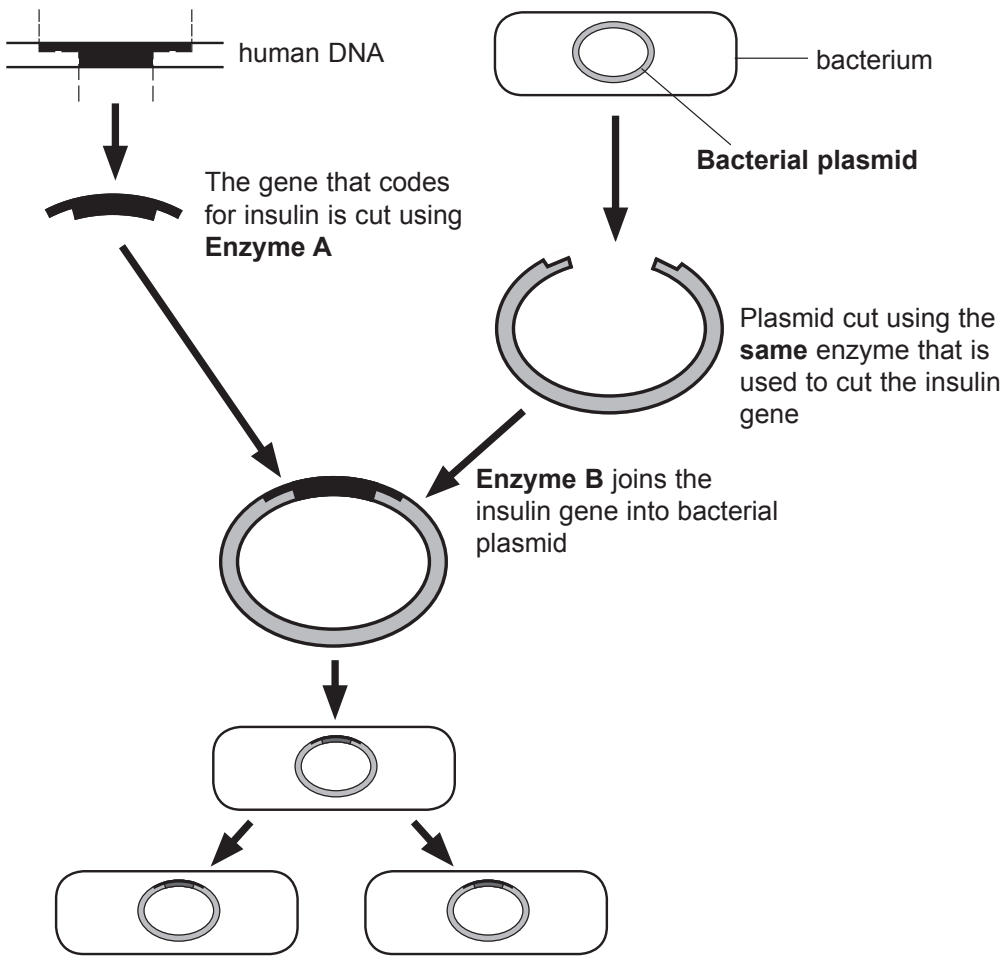 human DNA
bacterium
Bacterial plasmid
The gene that codes
for insulin is cut using
Enzyme A
Plasmid cut using the
same enzyme that is
used to cut the insulin
gene
Enzyme B joins the
insulin gene into bacterial
plasmid